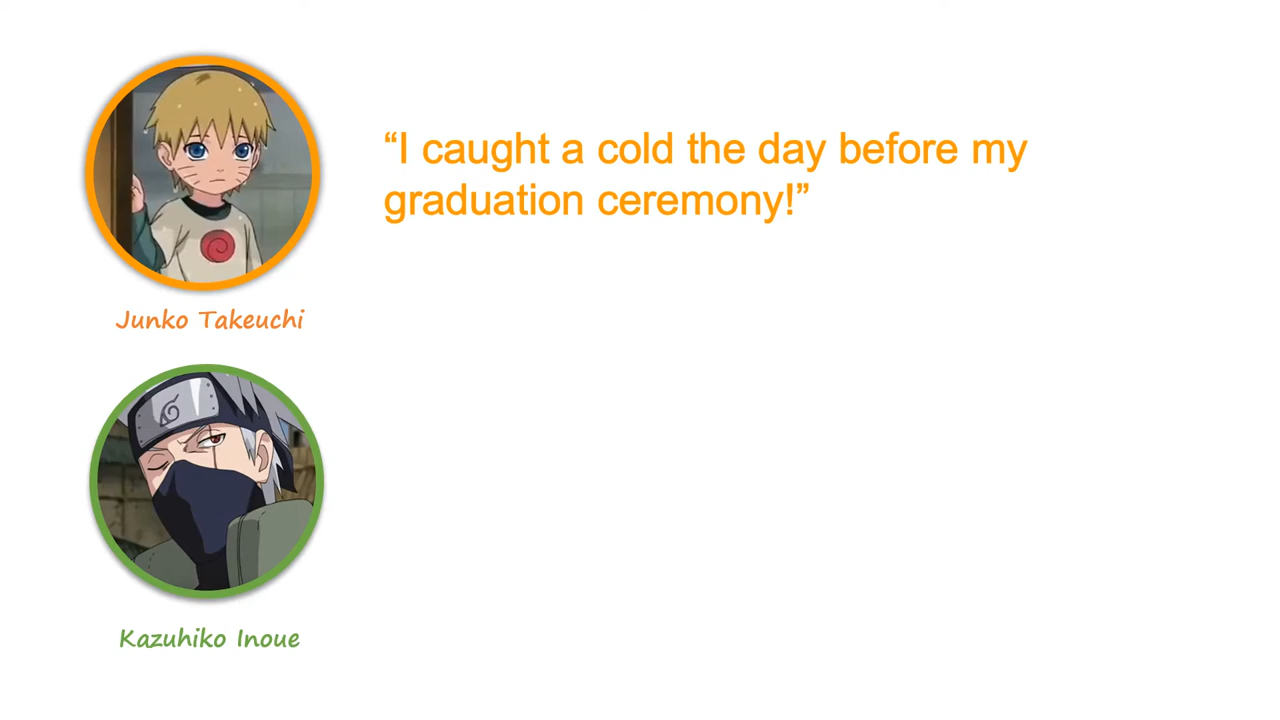 “I caught a cold the day before my
graduation ceremony!”
Junko Takeuchi
Kazuhiko Inoue